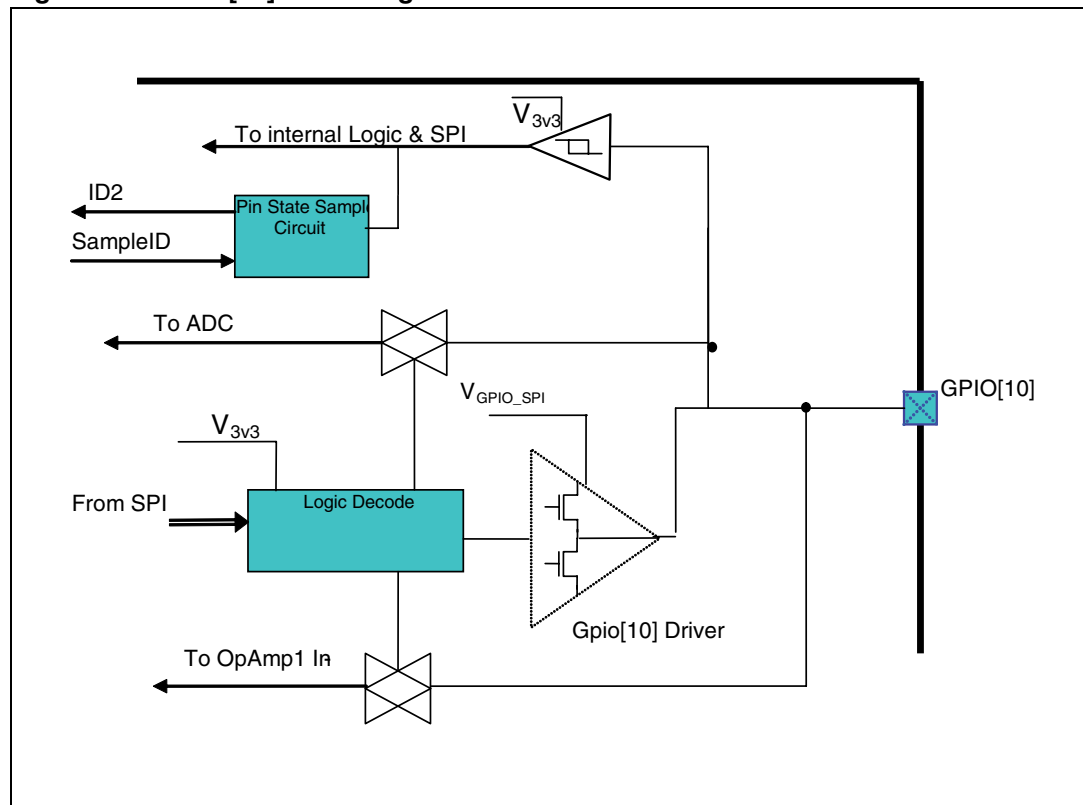 V3v3
To internal Logic & SPI
ID2
Pin State Sampl
Circuit
SampleID
To ADC
VGPIO_SPI
GPIO[10]
V3v3
From SPI
Logic Decode
Gpio[10] Driver
To OpAmp1 In